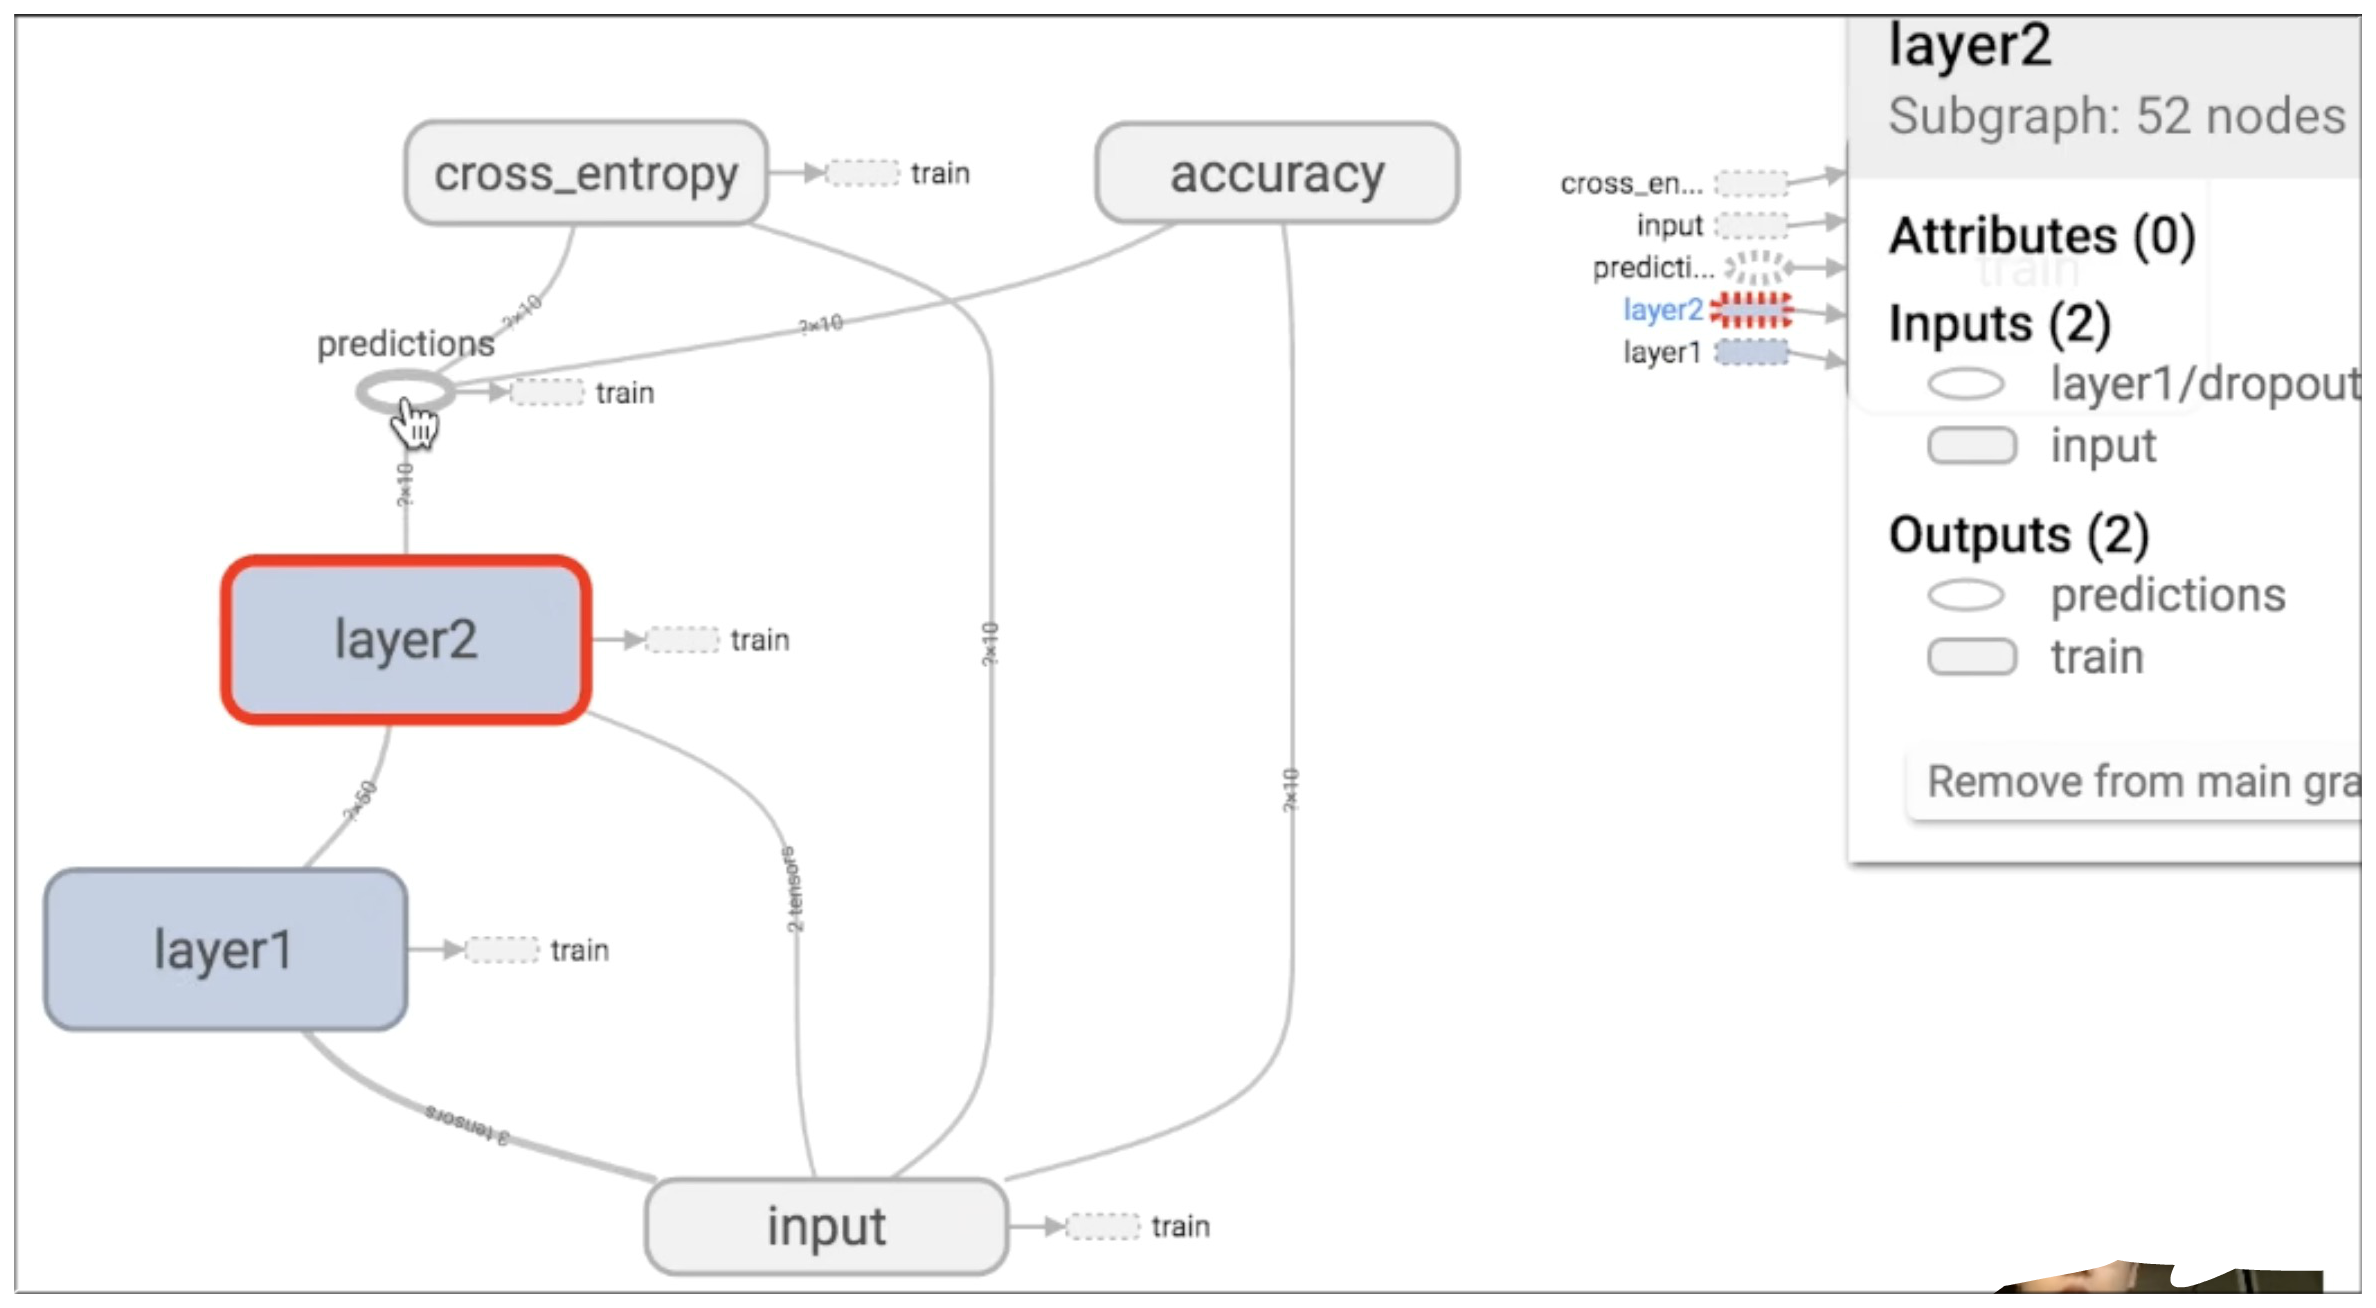 cross_entropy
train
accuracy
?×10
?×10
predictions
train
?×10
layer2
train
?×10
?×10
?×50
2 tensors
layer1
train
3 tensors
input
train
cross_en...
input
predicti...
layer2
layer1
train
layer2
Subgraph: 52 nodes
Attributes (0)
Inputs (2)
layer1/dropout
input
Outputs (2)
predictions
train
Remove from main gra